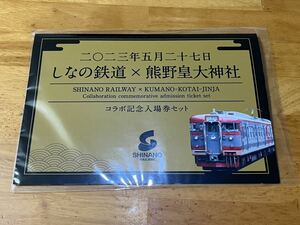 二〇二三年五月二十七日
しなの鉄道×熊野皇大神社
SHINANO RAILWAY × KUMANO-KOTAI-JINJA
Collaboration commemorative admission ticket set
コラボ記念入場券セット
SHINANO
RAILWAY